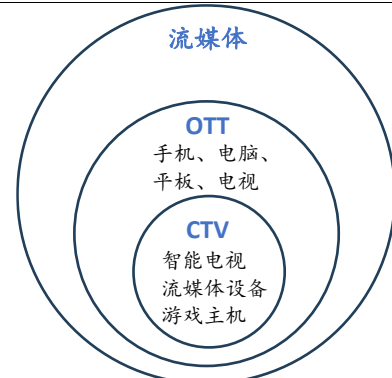 流媒体
OTT
手机、电脑、
平板、电视
CTV
智能电视
流媒体设备
游戏主机